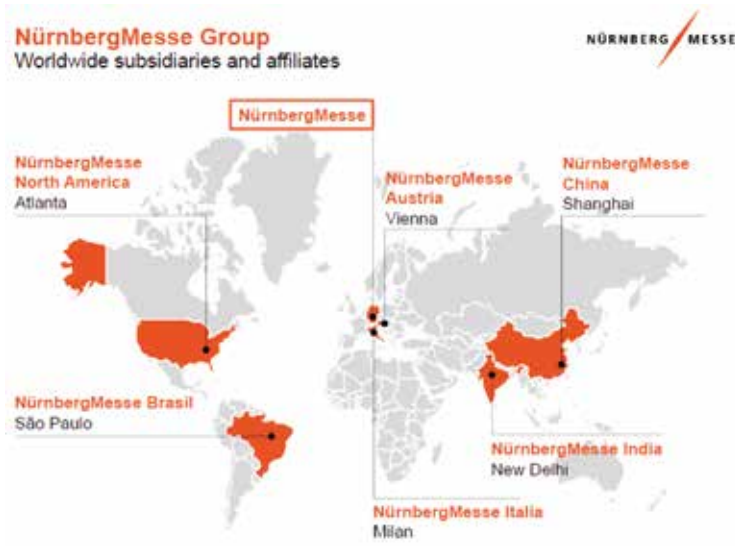 NürnbergMesse Group
Worldwide subsidiaries and affiliates
NÜRNBERG MESSE
NürnbergMesse
NürnbergMesse
North America
Atlanta
NürnbergMesse
Austria
Vienna
NürnbergMesse
China
Shanghai
NürnbergMesse Brasil
São Paulo
NürnbergMesse India
New Delhi
NürnbergMesse Italia
Milan